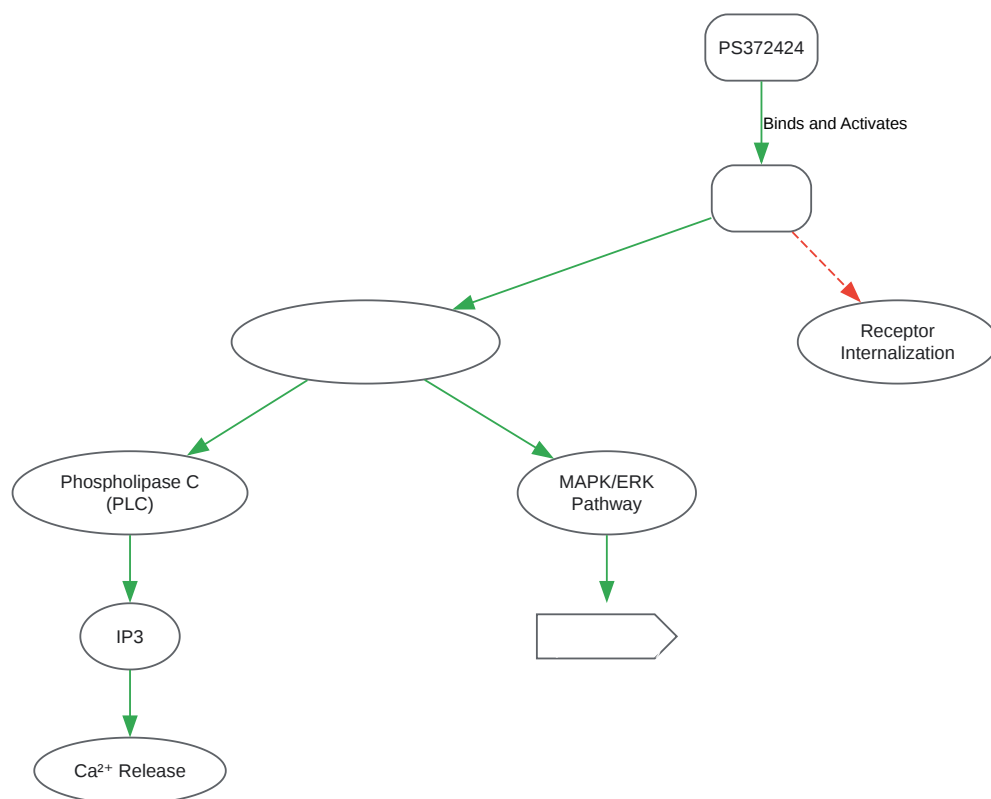 PS372424
Binds and Activates
Receptor
Internalization
Phospholipase C
(PLC)
MAPK/ERK
Pathway
IP3
Ca²⁺ Release